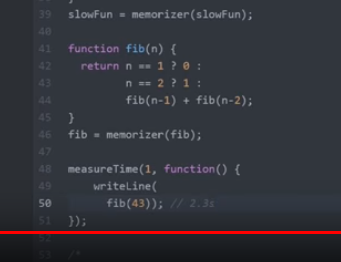 39 slowFun = memorizer(slowFun);
40
41 function fib(n) {
42 return n == 1 ? 0 :
43 n == 2 ? 1 :
44 fib(n-1) + fib(n-2);
45 }
46 fib = memorizer(fib);
47
48 measureTime(1, function() {
49 writeLine(
50 fib(43)); // 2.3s
51 });
52
53 /*